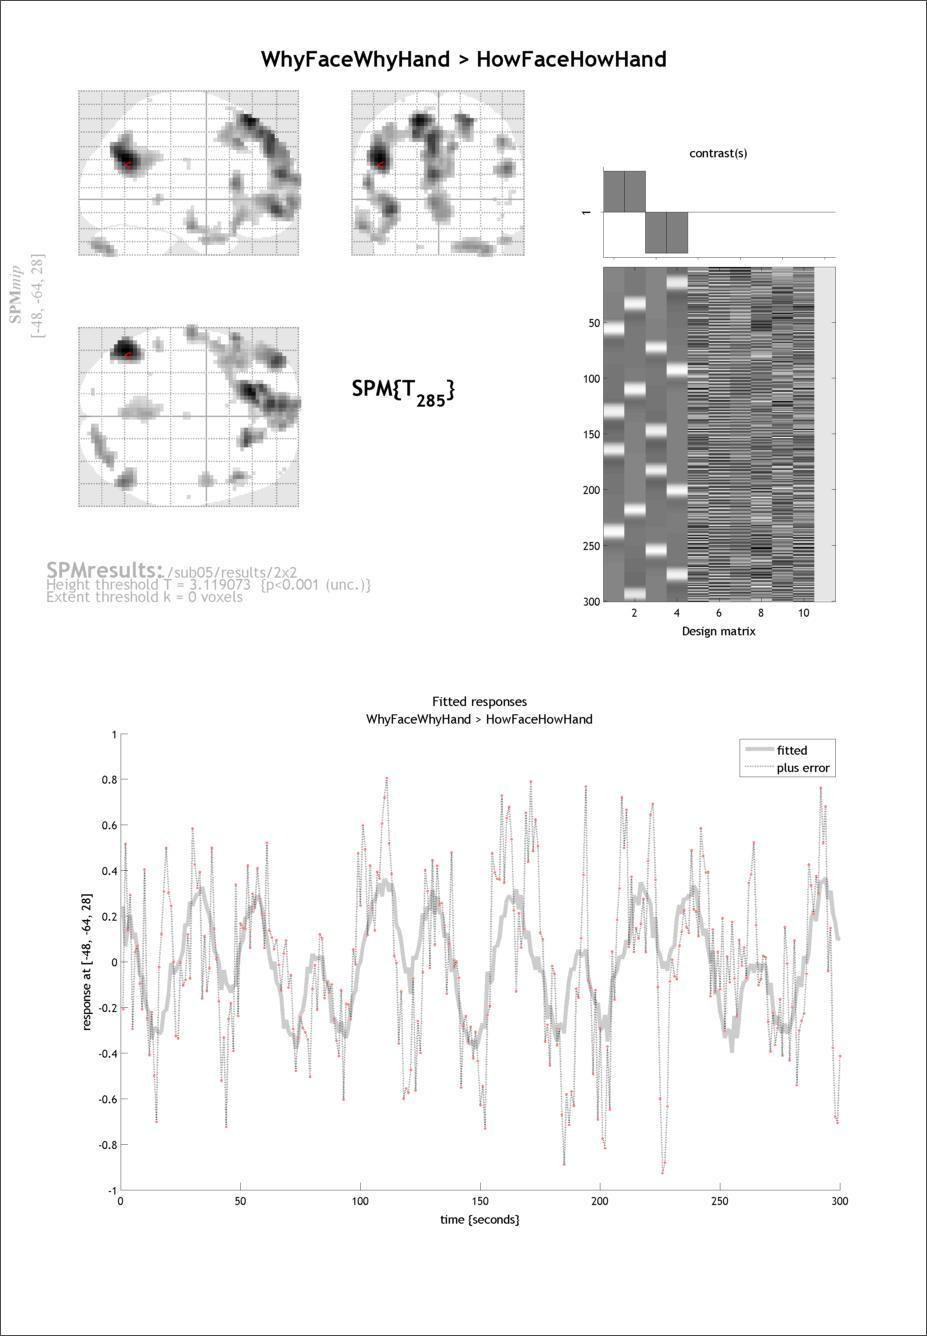 WhyFaceWhyHand > HowFaceHowHand
SPMmip
[-48, -64, 28]
SPM{T285}
contrast(s)
1
50
100
150
200
250
300
2 4 6 8 10
Design matrix
SPMresults: ./sub05/results/2x2
Height threshold T = 3.119073 {p<0.001 (unc.)}
Extent threshold k = 0 voxels
Fitted responses
WhyFaceWhyHand > HowFaceHowHand
fitted
plus error
1
0.8
0.6
0.4
0.2
0
-0.2
-0.4
-0.6
-0.8
-1
response at [-48, -64, 28]
0 50 100 150 200 250 300
time {seconds}